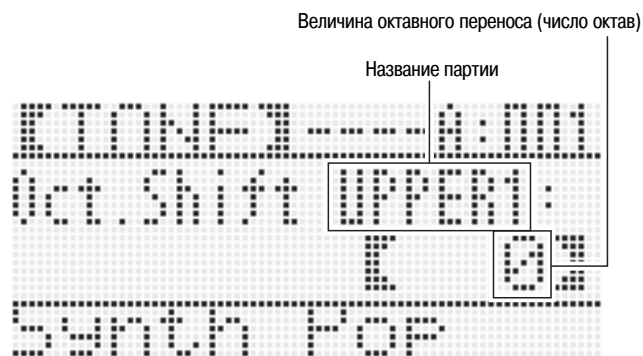 Величина октавного переноса (число октав)
Название партии
【TONE】----A:001
Oct.Shift UPPER1:
【 0】
Synth Pop